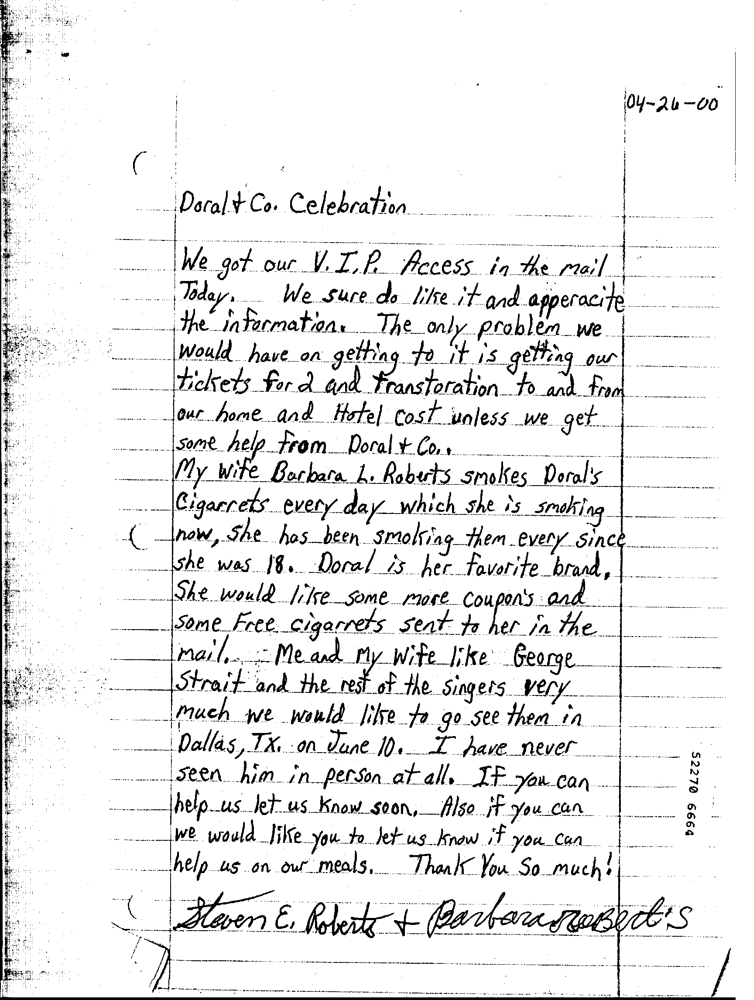 04-26-00
Doral & Co. Celebration
We got our V.I.P. Access in the mail
Today. We sure do like it and apperacite
the information. The only problem we
would have on getting to it is getting our
tickets for 2 and transtoration to and from
our home and Hotel cost unless we get
some help from Doral & Co..
My Wife Barbara L. Roberts smokes Doral's
Cigarrets every day which she is smoking
now, she has been smoking them every since
she was 18. Doral is her favorite brand.
She would like some more coupon's and
some Free cigarrets sent to her in the
mail. Me and My Wife like George
Strait and the rest of the singers very
much we would like to go see them in
Dallas, TX. on June 10. I have never
seen him in person at all. If you can
help us let us know soon. Also if you can
we would like you to let us know if you can
help us on our meals. Thank You So much!
Steven E. Roberts & Barbara RoBert's
52270 6664